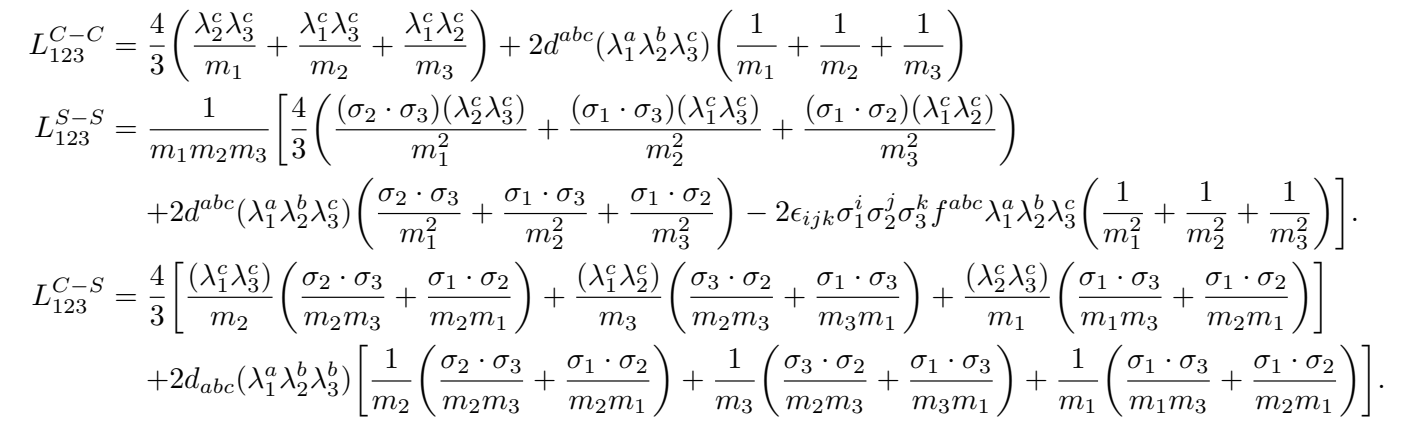 L_{123}^{C-C} = \frac{4}{3}\left(\frac{\lambda_2^c\lambda_3^c}{m_1} + \frac{\lambda_1^c\lambda_3^c}{m_2} + \frac{\lambda_1^c\lambda_2^c}{m_3}\right) + 2d^{abc}(\lambda_1^a\lambda_2^b\lambda_3^c)\left(\frac{1}{m_1} + \frac{1}{m_2} + \frac{1}{m_3}\right)
L_{123}^{S-S} = \frac{1}{m_1m_2m_3}\left[\frac{4}{3}\left(\frac{(\sigma_2\cdot\sigma_3)(\lambda_2^c\lambda_3^c)}{m_1^2} + \frac{(\sigma_1\cdot\sigma_3)(\lambda_1^c\lambda_3^c)}{m_2^2} + \frac{(\sigma_1\cdot\sigma_2)(\lambda_1^c\lambda_2^c)}{m_3^2}\right)\right.
\left.+2d^{abc}(\lambda_1^a\lambda_2^b\lambda_3^c)\left(\frac{\sigma_2\cdot\sigma_3}{m_1^2} + \frac{\sigma_1\cdot\sigma_3}{m_2^2} + \frac{\sigma_1\cdot\sigma_2}{m_3^2}\right) - 2\epsilon_{ijk}\sigma_1^i\sigma_2^j\sigma_3^k f^{abc}\lambda_1^a\lambda_2^b\lambda_3^c\left(\frac{1}{m_1^2} + \frac{1}{m_2^2} + \frac{1}{m_3^2}\right)\right].
L_{123}^{C-S} = \frac{4}{3}\left[\frac{(\lambda_1^c\lambda_3^c)}{m_2}\left(\frac{\sigma_2\cdot\sigma_3}{m_2m_3} + \frac{\sigma_1\cdot\sigma_2}{m_2m_1}\right) + \frac{(\lambda_1^c\lambda_2^c)}{m_3}\left(\frac{\sigma_3\cdot\sigma_2}{m_2m_3} + \frac{\sigma_1\cdot\sigma_3}{m_3m_1}\right) + \frac{(\lambda_2^c\lambda_3^c)}{m_1}\left(\frac{\sigma_1\cdot\sigma_3}{m_1m_3} + \frac{\sigma_1\cdot\sigma_2}{m_2m_1}\right)\right]
+2d_{abc}(\lambda_1^a\lambda_2^b\lambda_3^b)\left[\frac{1}{m_2}\left(\frac{\sigma_2\cdot\sigma_3}{m_2m_3} + \frac{\sigma_1\cdot\sigma_2}{m_2m_1}\right) + \frac{1}{m_3}\left(\frac{\sigma_3\cdot\sigma_2}{m_2m_3} + \frac{\sigma_1\cdot\sigma_3}{m_3m_1}\right) + \frac{1}{m_1}\left(\frac{\sigma_1\cdot\sigma_3}{m_1m_3} + \frac{\sigma_1\cdot\sigma_2}{m_2m_1}\right)\right].